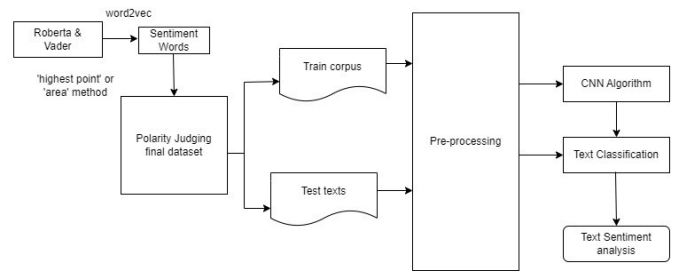 word2vec
Roberta &
Vader
Sentiment
Words
'highest point' or
'area' method
Polarity Judging
final dataset
Train corpus
Test texts
Pre-processing
CNN Algorithm
Text Classification
Text Sentiment
analysis